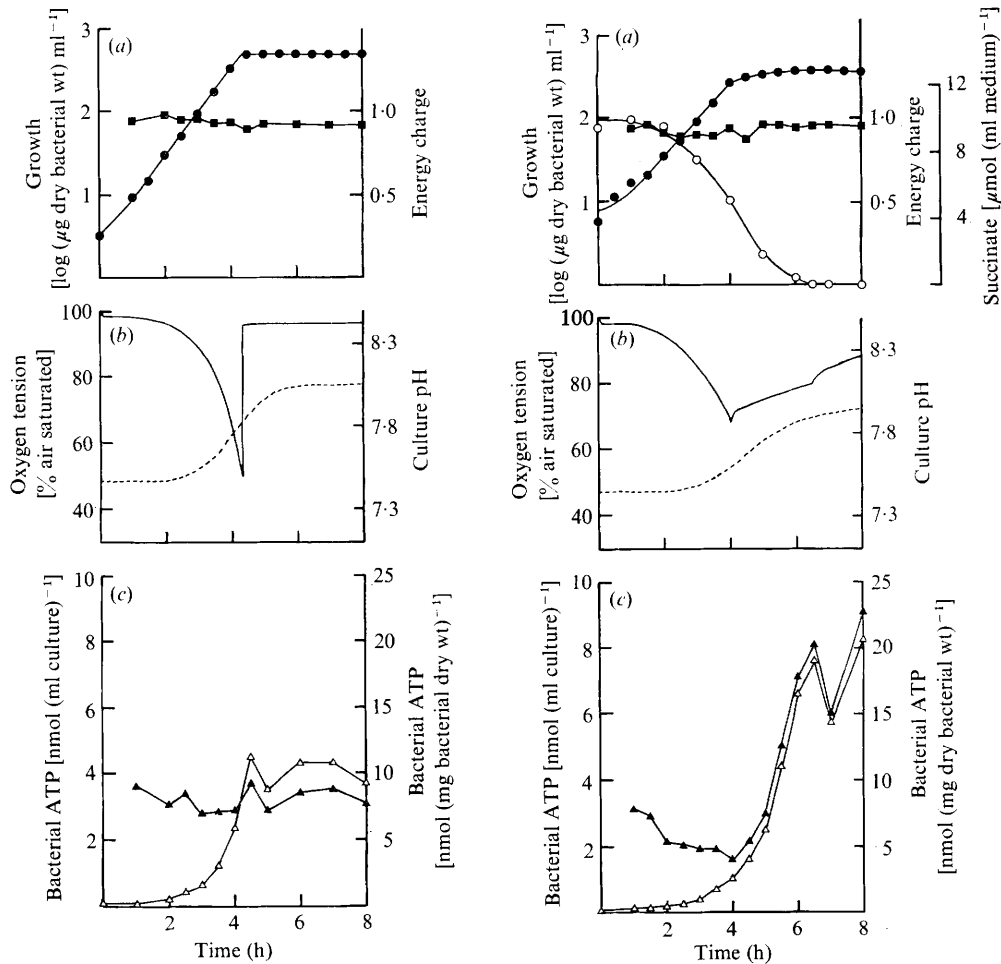 (a)
3
2
1
Growth
[log (μg dry bacterial wt) ml⁻¹]
1·0
0·5
Energy charge
(b)
100
80
60
40
Oxygen tension
[% air saturated]
8·3
7·8
7·3
Culture pH
(c)
10
8
6
4
2
Bacterial ATP [nmol (ml culture)⁻¹]
25
20
15
10
5
Bacterial ATP
[nmol (mg bacterial dry wt)⁻¹]
2
4
6
8
Time (h)
(a)
3
2
1
Growth
[log (μg dry bacterial wt) ml⁻¹]
1·0
0·5
Energy charge
12
8
4
Succinate [μmol (ml medium)⁻¹]
(b)
100
80
60
40
Oxygen tension
[% air saturated]
8·3
7·8
7·3
Culture pH
(c)
10
8
6
4
2
Bacterial ATP [nmol (ml culture)⁻¹]
25
20
15
10
5
Bacterial ATP
[nmol (mg dry bacterial wt)⁻¹]
2
4
6
8
Time (h)